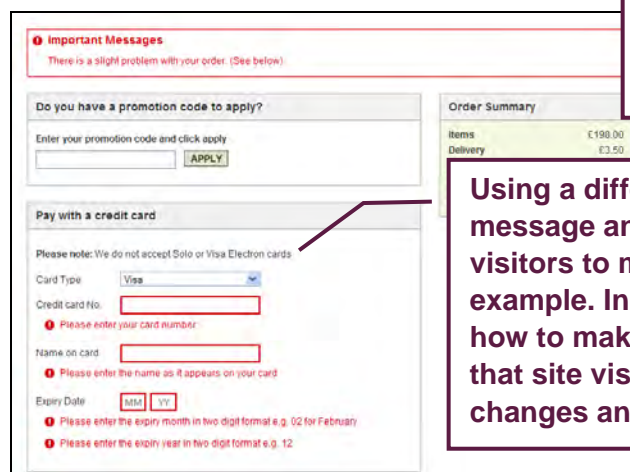 Important Messages
There is a slight problem with your order. (See below)
Do you have a promotion code to apply?
Enter your promotion code and click apply
APPLY
Order Summary
Items £198.00
Delivery £3.50
Pay with a credit card
Please note: We do not accept Solo or Visa Electron cards
Card Type Visa
Credit card No.
Please enter your card number
Name on card
Please enter the name as it appears on your card
Expiry Date MM YY
Please enter the expiry month in two digit format e.g. 02 for February
Please enter the expiry year in two digit format e.g. 12
Using a diff
message an
visitors to
example. In
how to mak
that site vis
changes an